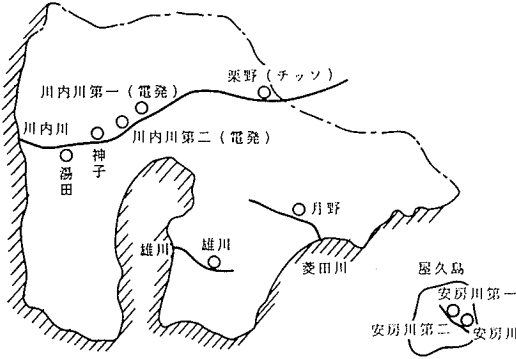 栗野(チッソ)
川内川第一(電発)
川内川
川内川第二(電発)
神子
湯田
月野
雄川
雄川
菱田川
屋久島
安房川第一
安房川第二
安房川